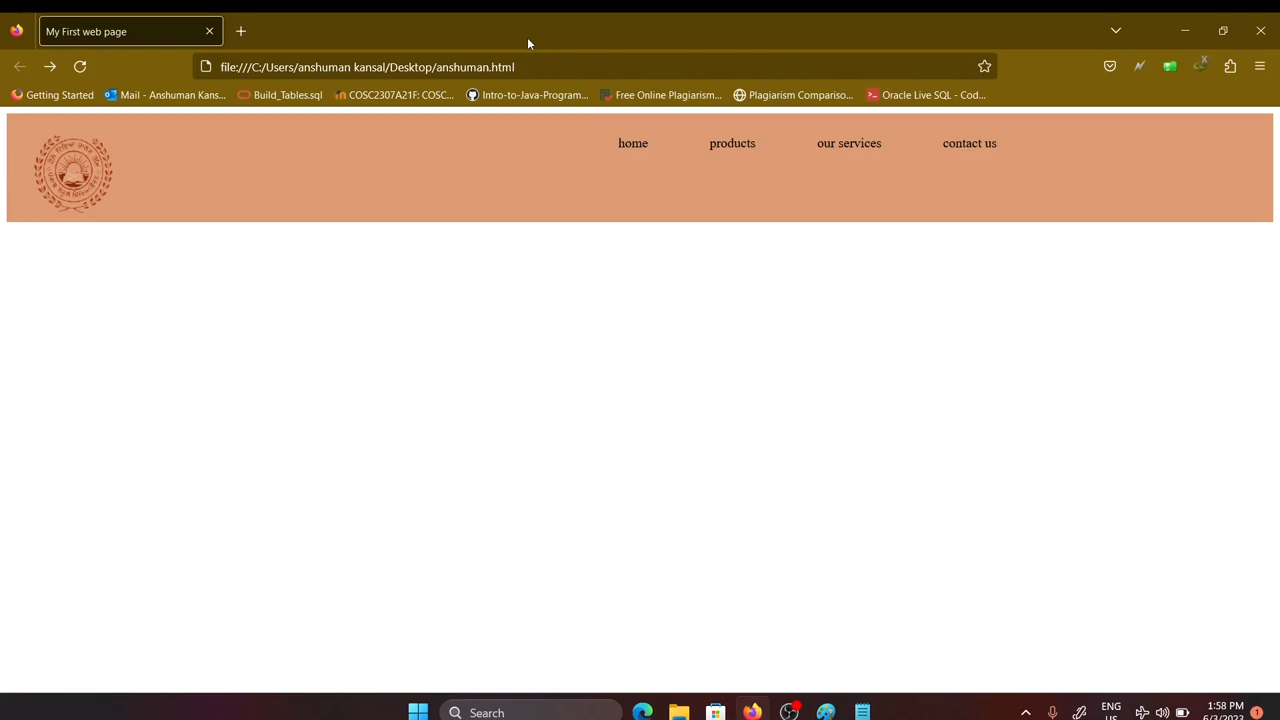 My First web page
file:///C:/Users/anshuman kansal/Desktop/anshuman.html
Getting Started Mail - Anshuman Kans... Build_Tables.sql COSC2307A21F: COSC... Intro-to-Java-Program... Free Online Plagiarism... Plagiarism Compariso... Oracle Live SQL - Cod...
home products our services contact us
Search
ENG
US
1:58 PM
6/3/2023
1